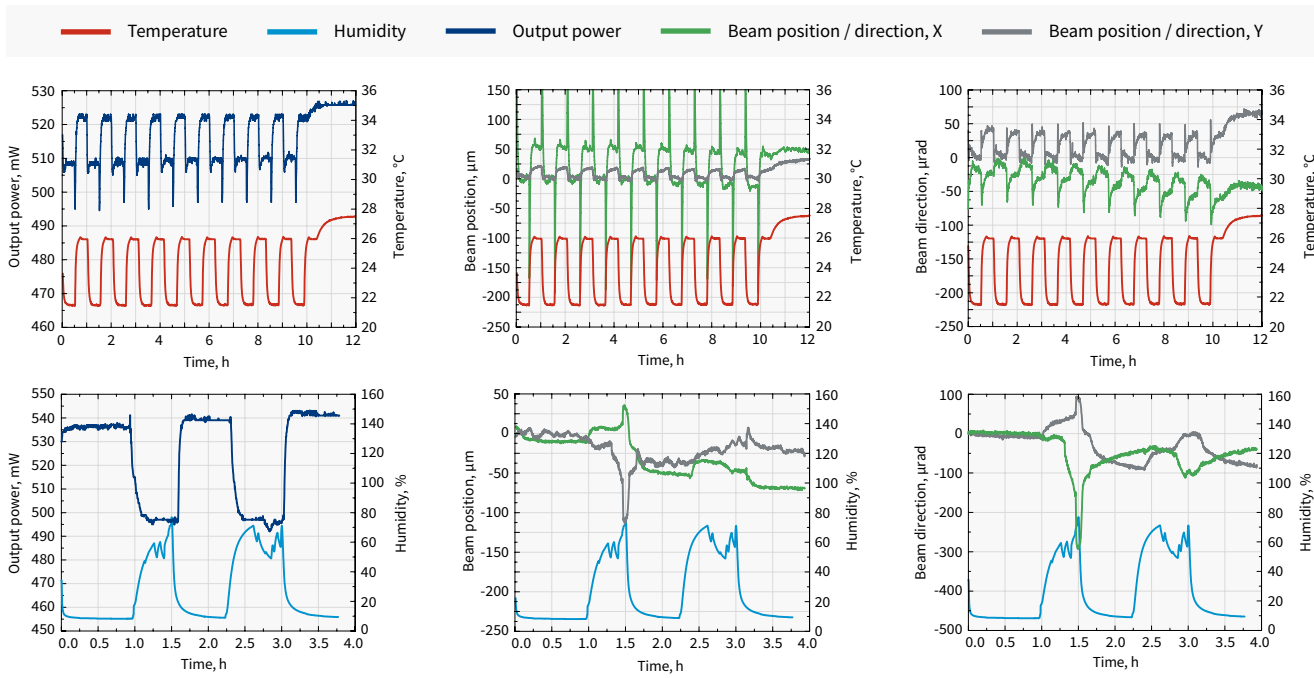 Temperature Humidity Output power Beam position / direction, X Beam position / direction, Y
530 520 510 500 490 480 470 460
Output power, mW
36 34 32 30 28 26 24 22 20
Temperature, °C
0 2 4 6 8 10 12
Time, h
150 100 50 0 -50 -100 -150 -200 -250
Beam position, μm
36 34 32 30 28 26 24 22 20
Temperature, °C
0 2 4 6 8 10 12
Time, h
100 50 0 -50 -100 -150 -200 -250
Beam direction, μrad
36 34 32 30 28 26 24 22 20
Temperature, °C
0 2 4 6 8 10 12
Time, h
550 540 530 520 510 500 490 480 470 460 450
Output power, mW
160 140 120 100 80 60 40 20 0
Humidity, %
0.0 0.5 1.0 1.5 2.0 2.5 3.0 3.5 4.0
Time, h
50 0 -50 -100 -150 -200 -250
Beam position, μm
160 140 120 100 80 60 40 20 0
Humidity, %
0.0 0.5 1.0 1.5 2.0 2.5 3.0 3.5 4.0
Time, h
100 0 -100 -200 -300 -400 -500
Beam direction, μrad
160 140 120 100 80 60 40 20 0
Humidity, %
0.0 0.5 1.0 1.5 2.0 2.5 3.0 3.5 4.0
Time, h